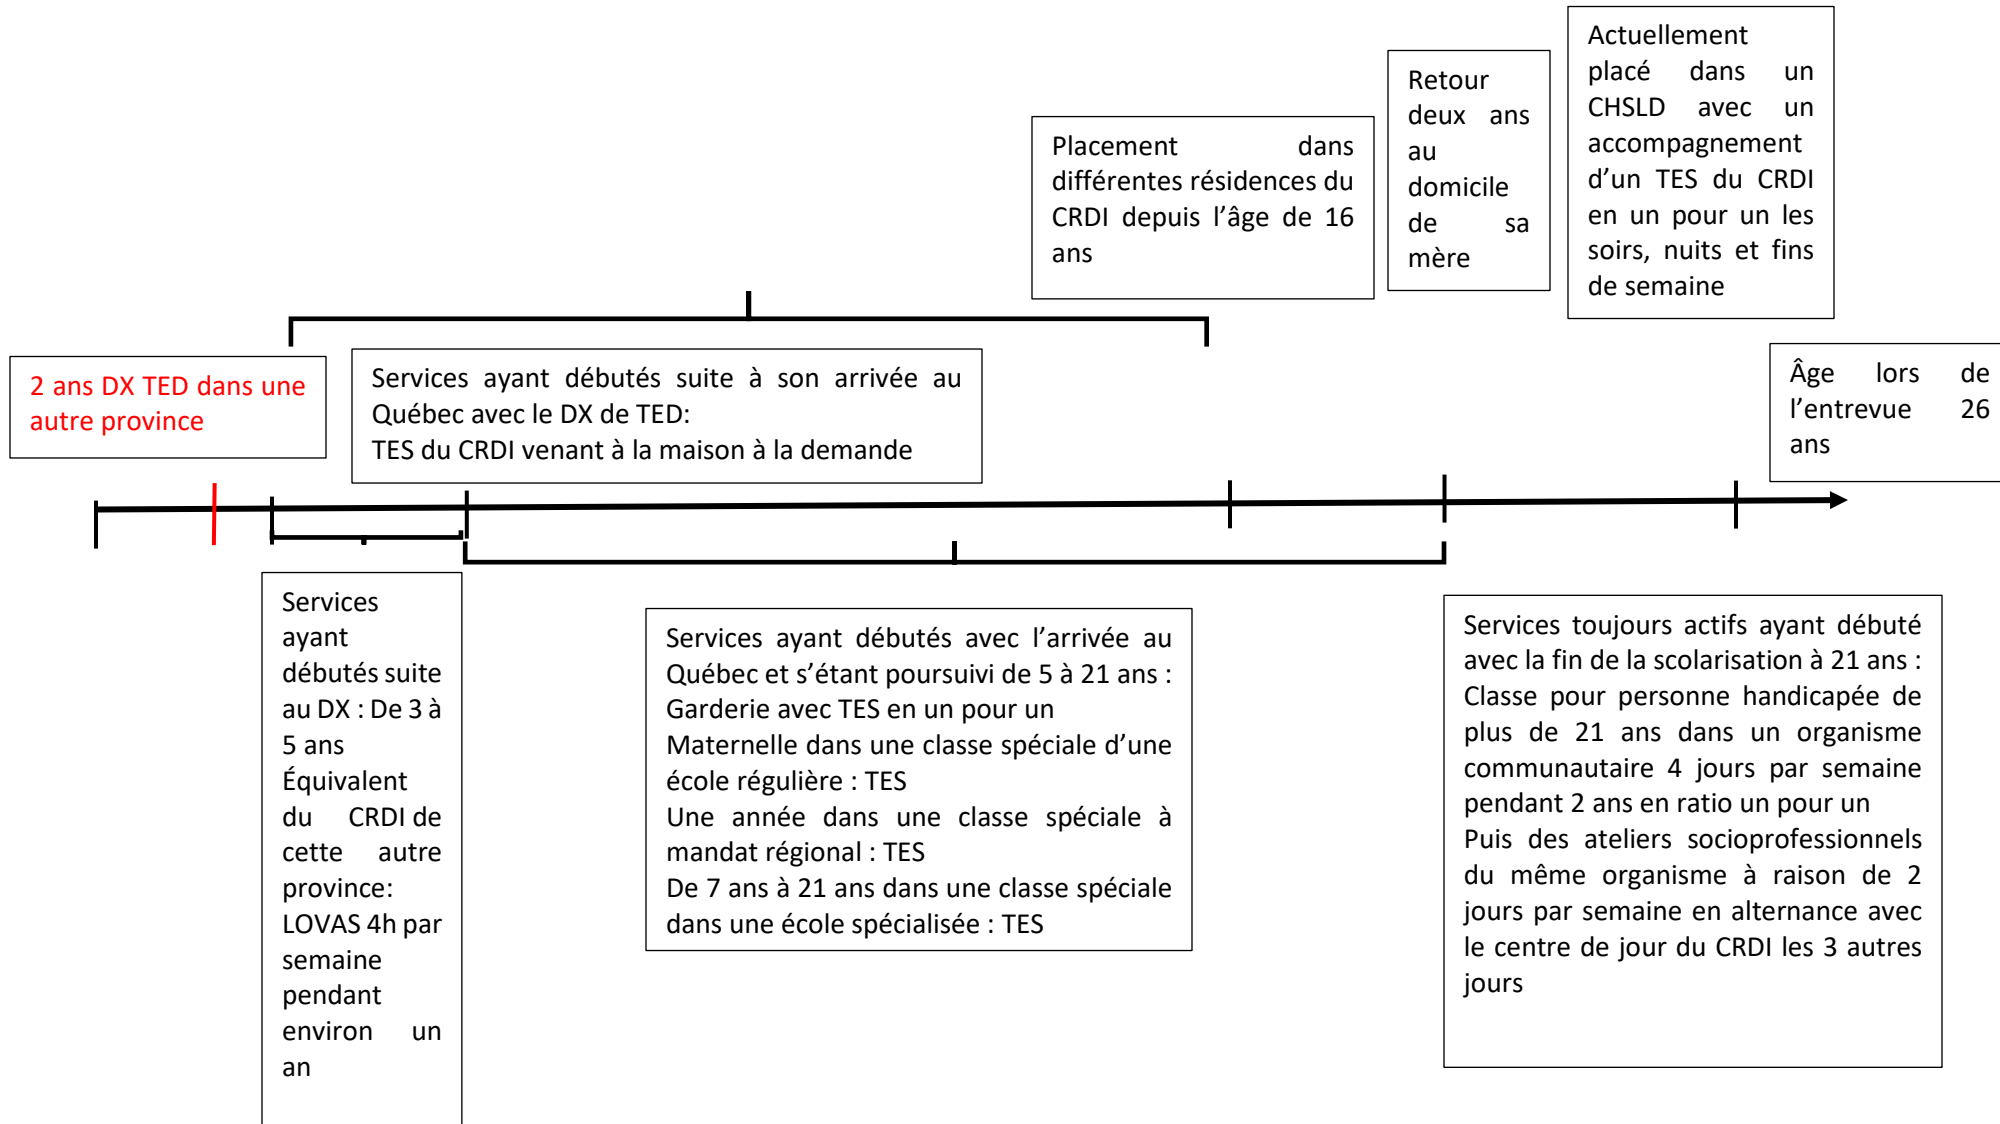 Actuellement
placé dans un
CHSLD avec un
accompagnement
d’un TES du CRDI
en un pour un les
soirs, nuits et fins
de semaine
Retour
deux ans
au
domicile
de sa
mère
Placement dans
différentes résidences du
CRDI depuis l’âge de 16
ans
2 ans DX TED dans une
autre province
Services ayant débutés suite à son arrivée au
Québec avec le DX de TED:
TES du CRDI venant à la maison à la demande
Âge lors de
l’entrevue 26
ans
Services
ayant
débutés suite
au DX : De 3 à
5 ans
Équivalent
du CRDI de
cette autre
province:
LOVAS 4h par
semaine
pendant
environ un
an
Services ayant débutés avec l’arrivée au
Québec et s’étant poursuivi de 5 à 21 ans :
Garderie avec TES en un pour un
Maternelle dans une classe spéciale d’une
école régulière : TES
Une année dans une classe spéciale à
mandat régional : TES
De 7 ans à 21 ans dans une classe spéciale
dans une école spécialisée : TES
Services toujours actifs ayant débuté
avec la fin de la scolarisation à 21 ans :
Classe pour personne handicapée de
plus de 21 ans dans un organisme
communautaire 4 jours par semaine
pendant 2 ans en ratio un pour un
Puis des ateliers socioprofessionnels
du même organisme à raison de 2
jours par semaine en alternance avec
le centre de jour du CRDI les 3 autres
jours